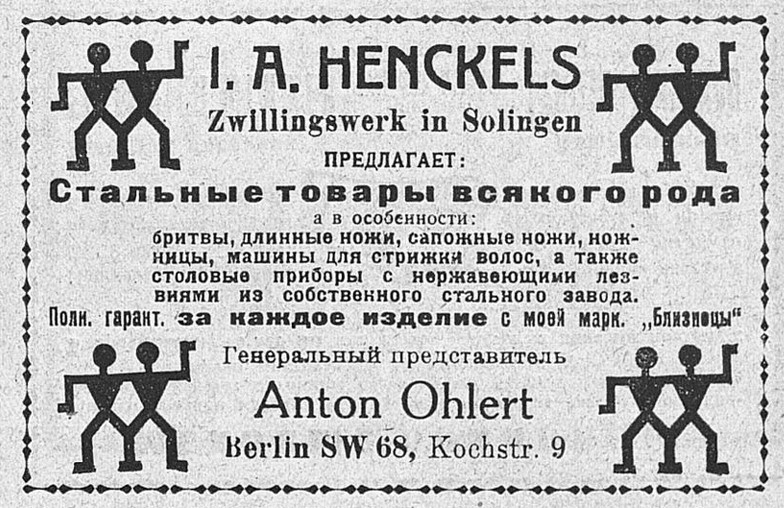 I. A. HENCKELS
Zwillingswerk in Solingen
ПРЕДЛАГАЕТ:
Стальные товары всякого рода
а в особенности:
бритвы, длинные ножи, сапожные ножи, нож-
ницы, машины для стрижки волос, а также
столовые приборы с нержавеющими лез-
виями из собственного стального завода.
Полн. гарант. за каждое изделие с моей марк. „Близнецы“
Генеральный представитель
Anton Ohlert
Berlin SW 68, Kochstr. 9